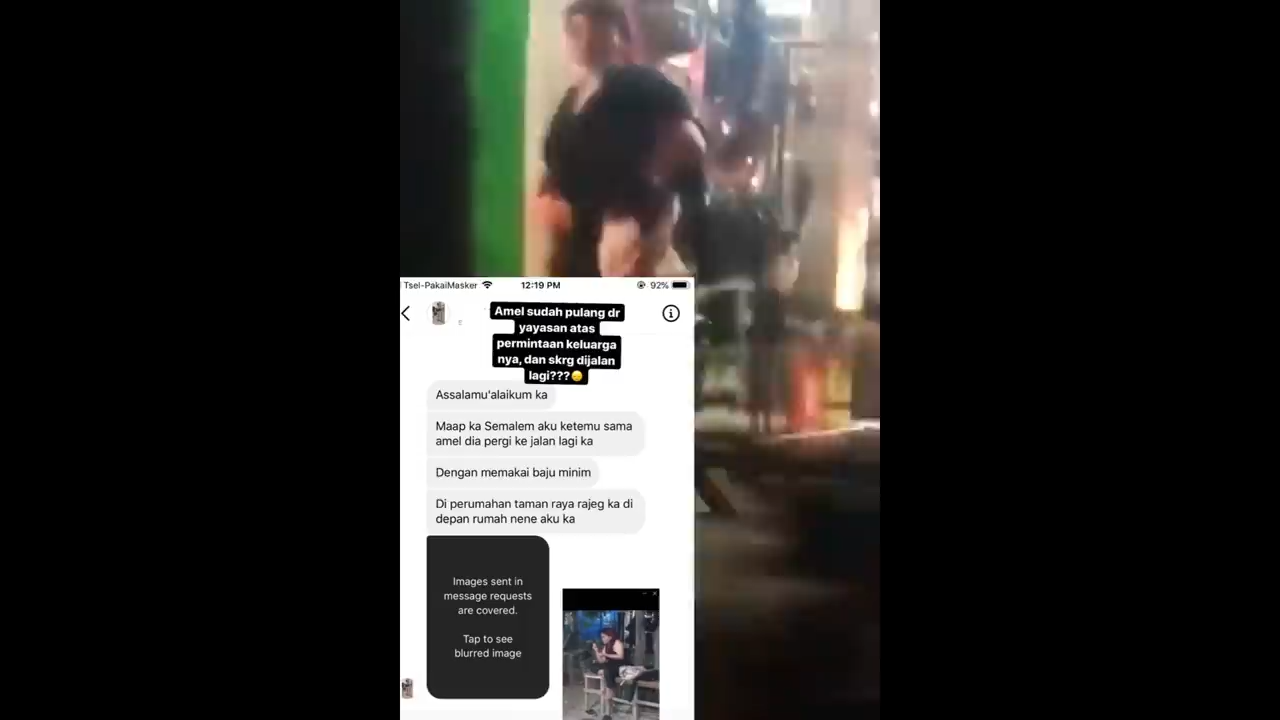 Tsel-PakaiMasker 12:19 PM 92%
Amel sudah pulang dr
yayasan atas
permintaan keluarga
nya, dan skrg dijalan
lagi???
Assalamu'alaikum ka
Maap ka Semalem aku ketemu sama
amel dia pergi ke jalan lagi ka
Dengan memakai baju minim
Di perumahan taman raya rajeg ka di
depan rumah nene aku ka
Images sent in
message requests
are covered.
Tap to see
blurred image